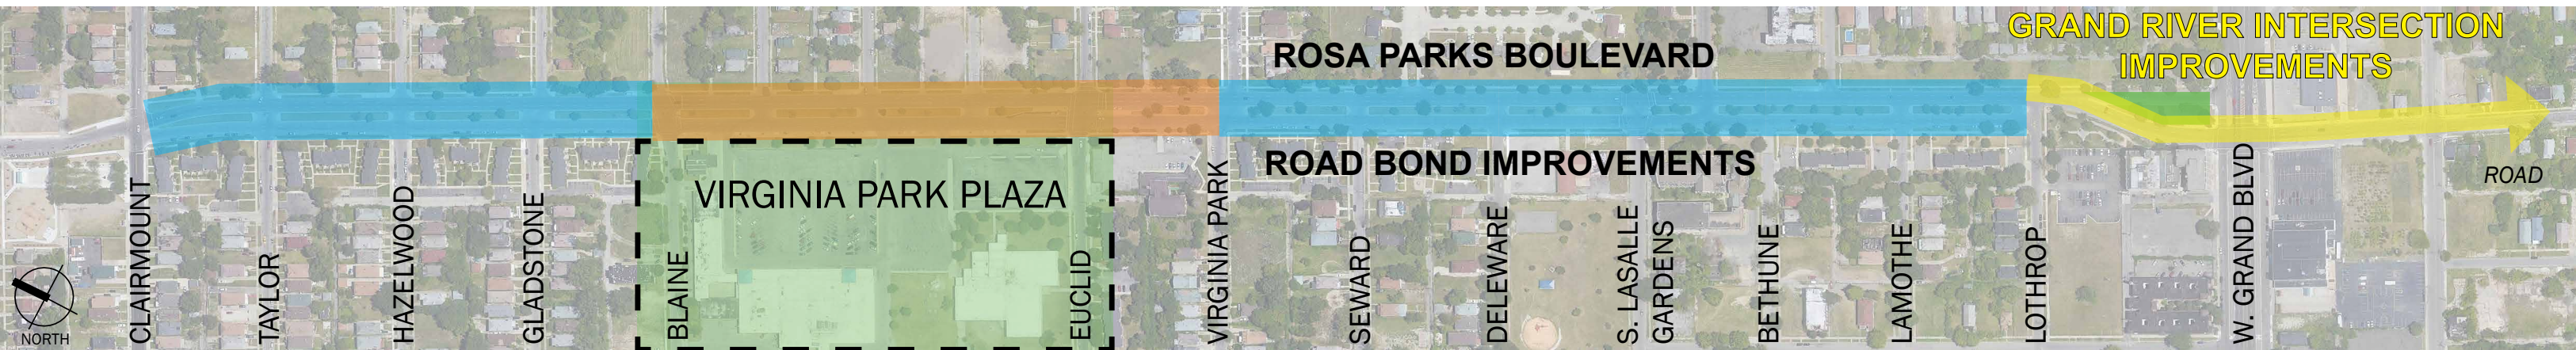 GRAND RIVER INTERSECTION
IMPROVEMENTS
ROSA PARKS BOULEVARD
ROAD BOND IMPROVEMENTS
VIRGINIA PARK PLAZA
ROAD
NORTH
CLAIRMOUNT
TAYLOR
HAZELWOOD
GLADSTONE
BLAINE
EUCLID
VIRGINIA PARK
SEWARD
DELEWARE
S. LASALLE
GARDENS
BETHUNE
LAMOTHE
LOTHROP
W. GRAND BLVD